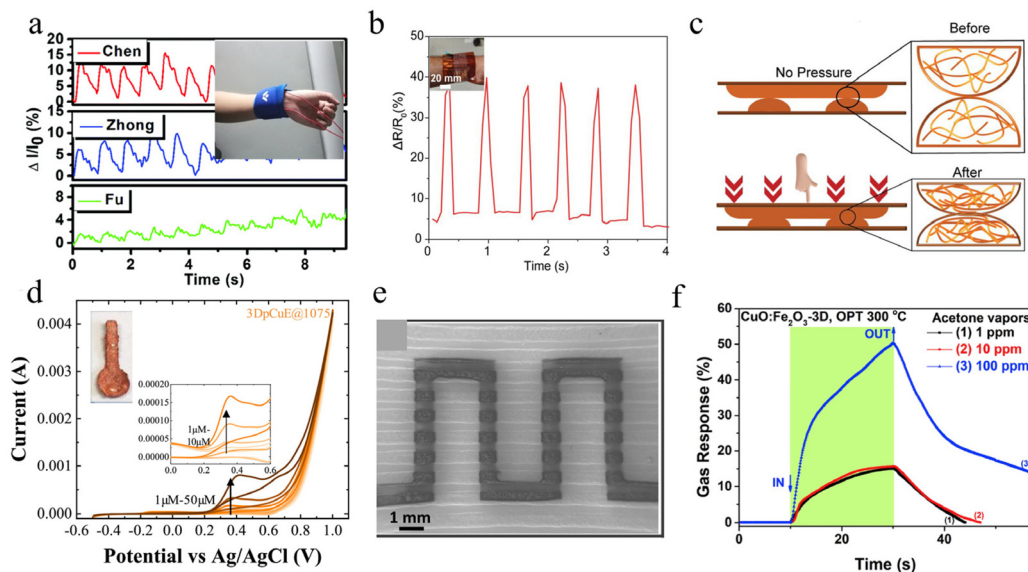 a
20
15
10
5
0
Chen
15
10
5
0
Zhong
8
4
0
Fu
Δ I/I0 (%)
0 2 4 6 8
Time (s)
b
50
40
30
20
10
0
ΔR/R0(%)
20 mm
0 1 2 3 4
Time (s)
c
Before
No Pressure
After
d
3DpCuE@1075
0.004
0.003
0.002
0.001
0.000
Current (A)
0.00020
0.00015
0.00010
0.00005
0.00000
1μM-
10μM
0.0 0.2 0.4 0.6
1μM-50μM
-0.6 -0.4 -0.2 0.0 0.2 0.4 0.6 0.8 1.0
Potential vs Ag/AgCl (V)
e
1 mm
f
60
50
40
30
20
10
0
Gas Response (%)
CuO:Fe2O3-3D, OPT 300 °C
OUT
Acetone vapors
(1) 1 ppm
(2) 10 ppm
(3) 100 ppm
IN
(3)
(1)
(2)
0 20 40
Time (s)